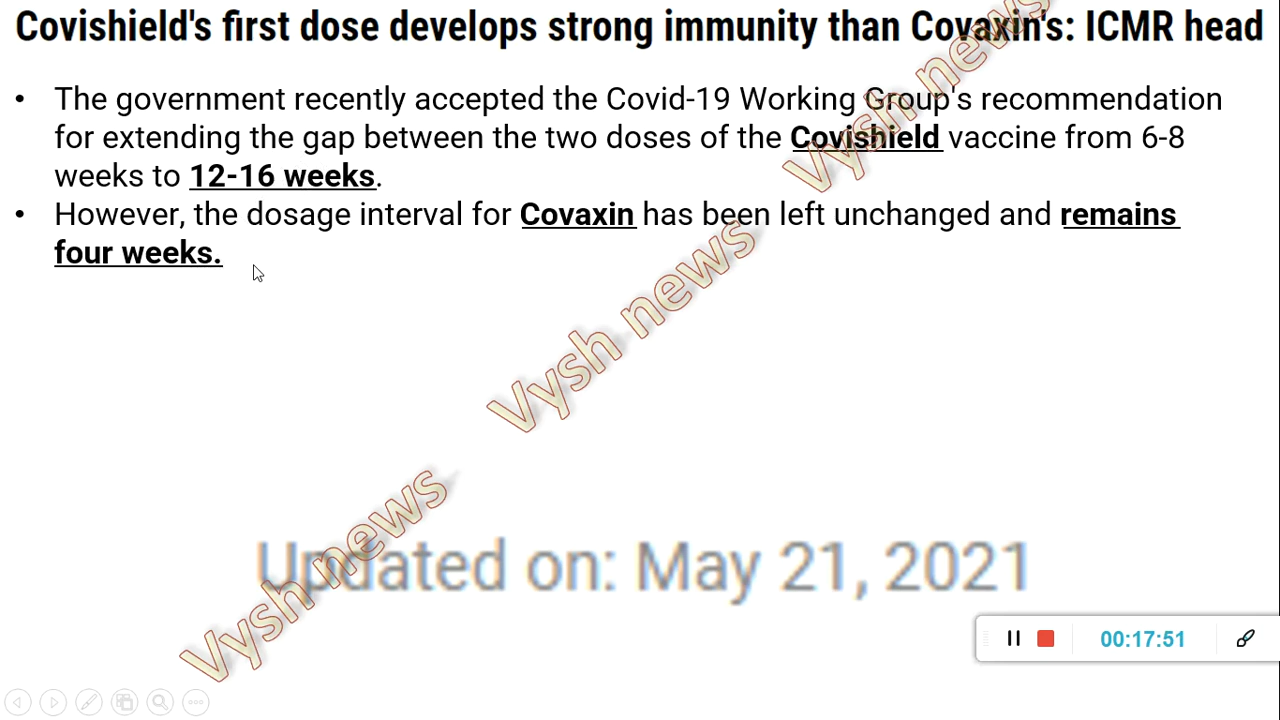 Covishield's first dose develops strong immunity than Covaxin's: ICMR head
• The government recently accepted the Covid-19 Working Group's recommendation
for extending the gap between the two doses of the Covishield vaccine from 6-8
weeks to 12-16 weeks.
• However, the dosage interval for Covaxin has been left unchanged and remains
four weeks.
Vysh news
Vysh news
Vysh news
Updated on: May 21, 2021
00:17:51